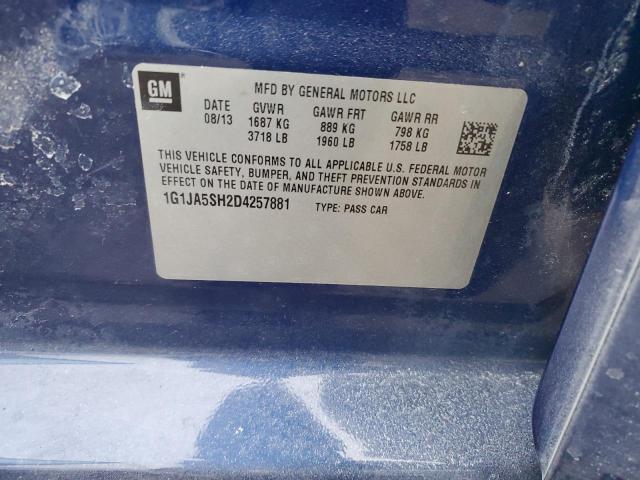 GM
MFD BY GENERAL MOTORS LLC
DATE GVWR GAWR FRT GAWR RR
08/13 1687 KG 889 KG 798 KG
3718 LB 1960 LB 1758 LB
THIS VEHICLE CONFORMS TO ALL APPLICABLE U.S. FEDERAL MOTOR
VEHICLE SAFETY, BUMPER, AND THEFT PREVENTION STANDARDS IN
EFFECT ON THE DATE OF MANUFACTURE SHOWN ABOVE.
1G1JA5SH2D4257881 TYPE: PASS CAR